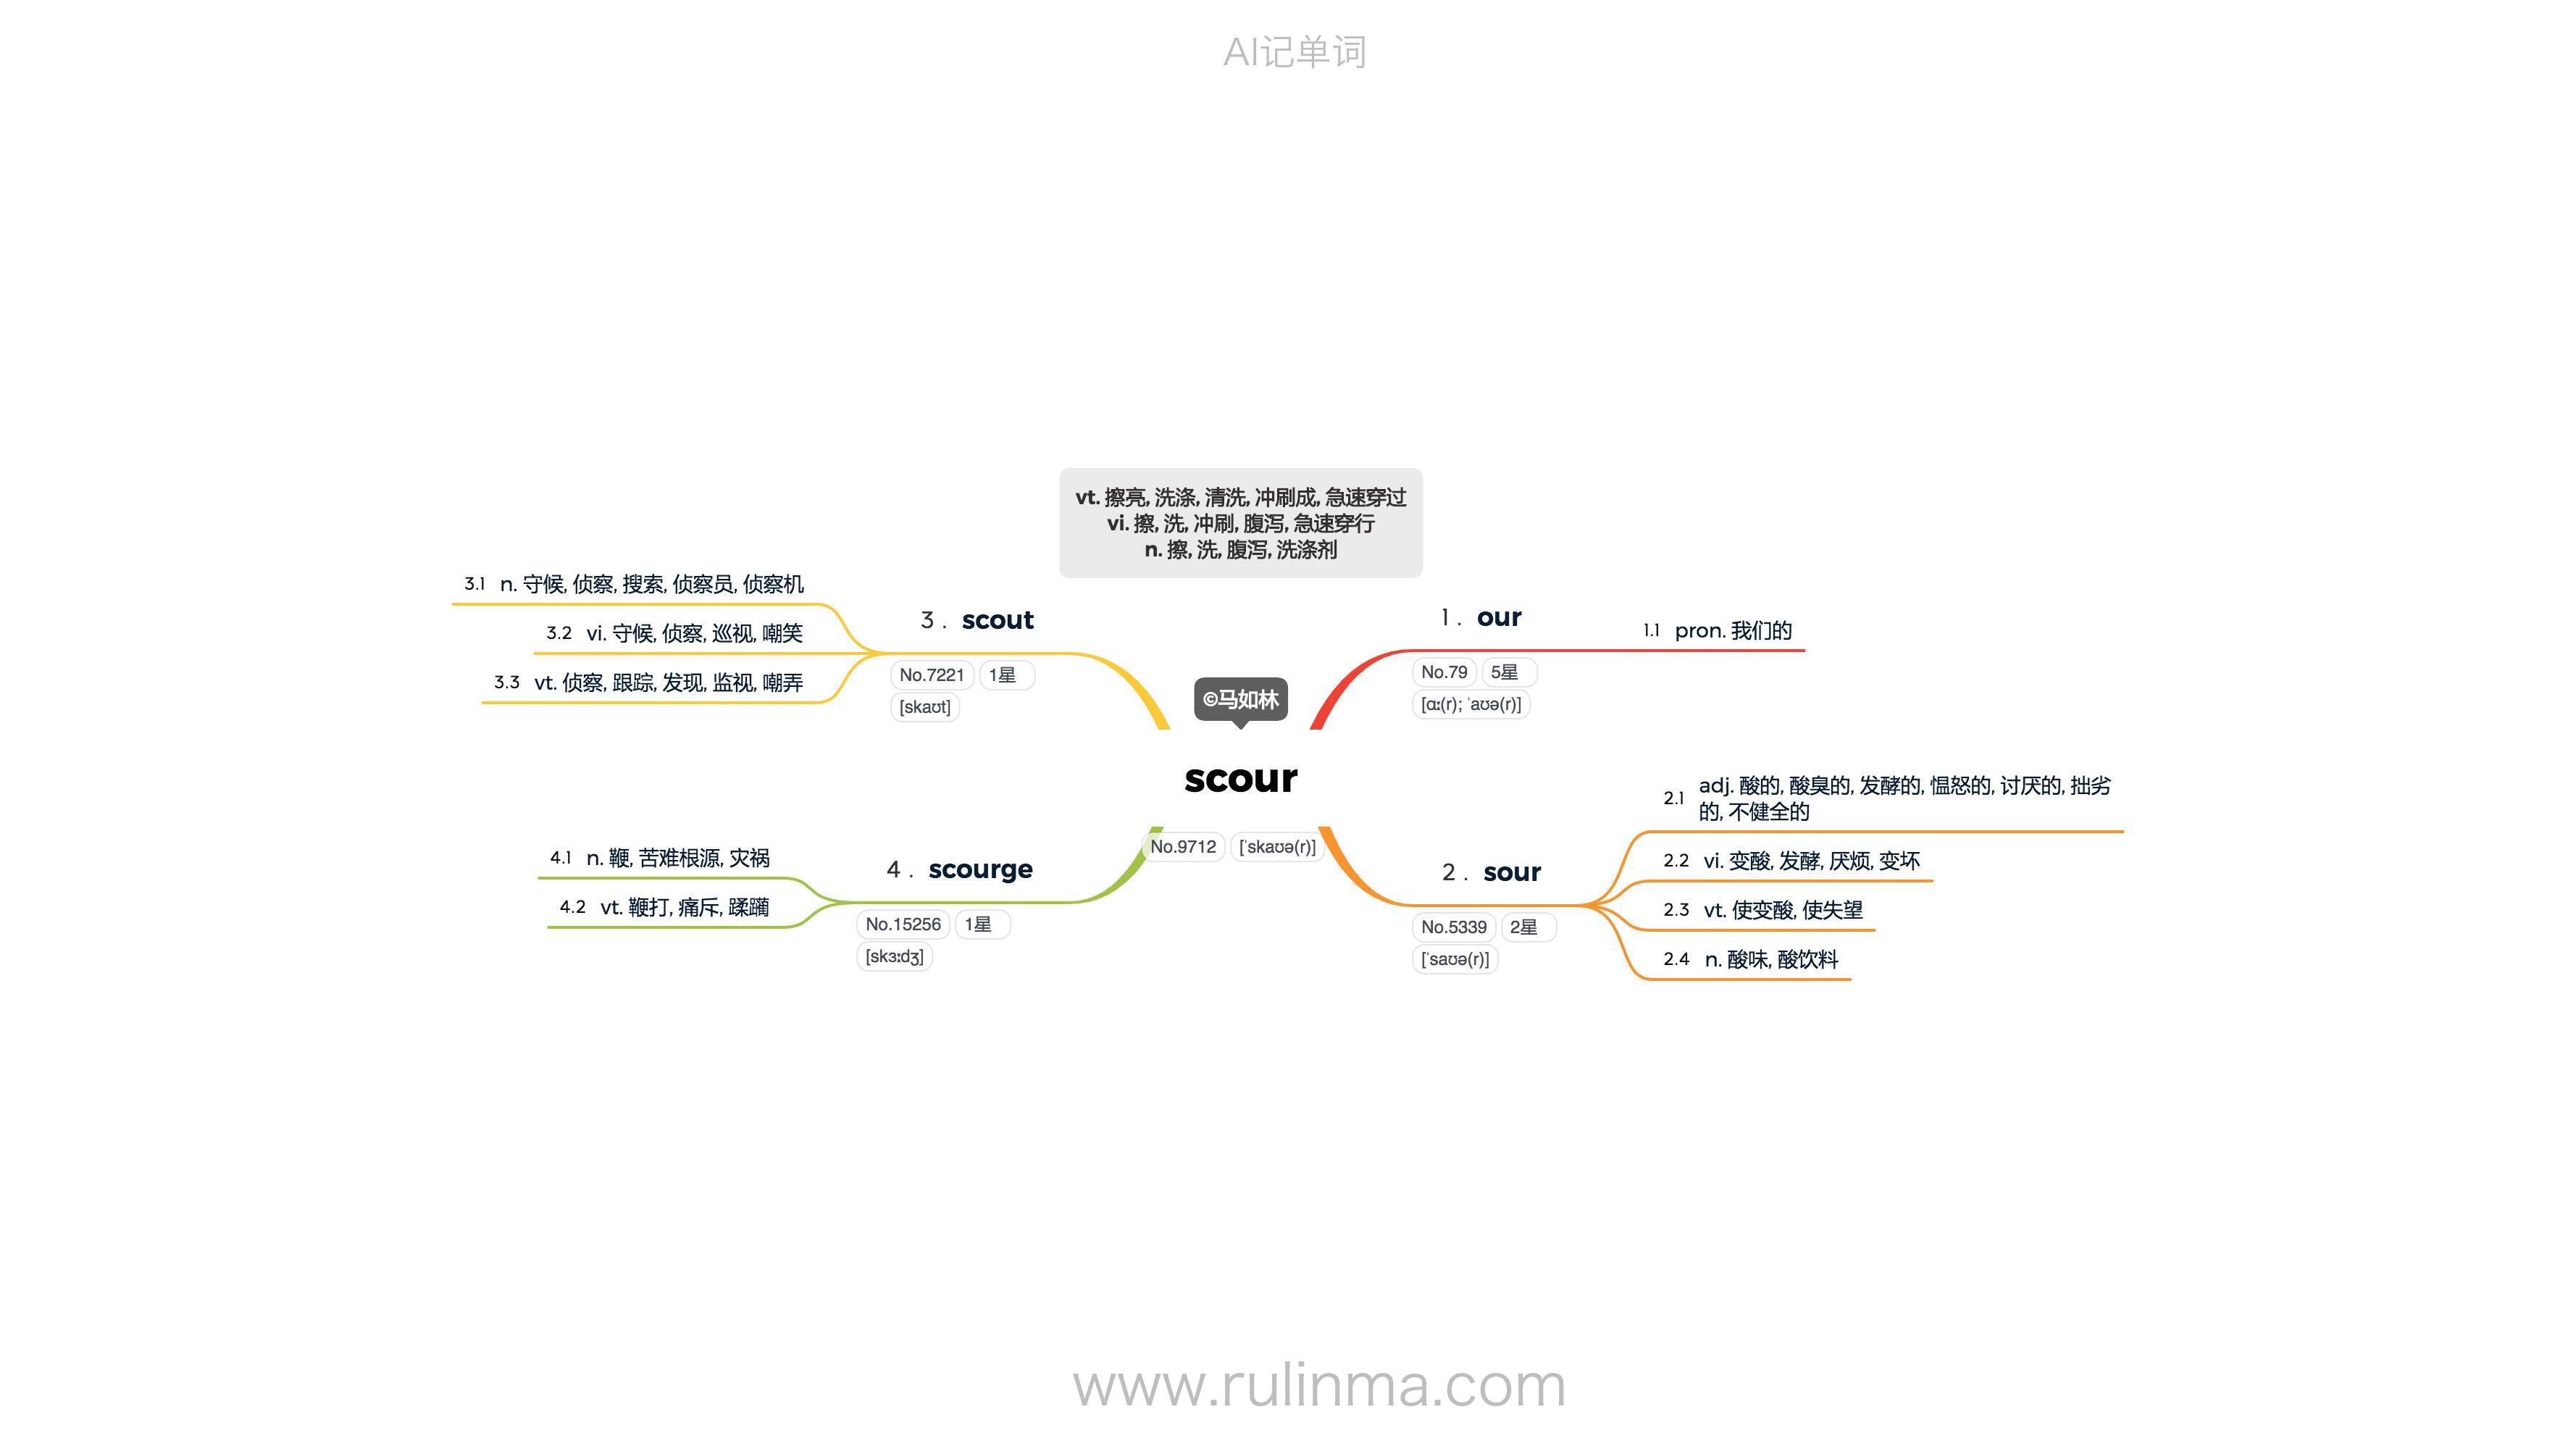 AI记单词
vt. 擦亮, 洗涤, 清洗, 冲刷成, 急速穿过
vi. 擦, 洗, 冲刷, 腹泻, 急速穿行
n. 擦, 洗, 腹泻, 洗涤剂
©马如林
scour
No.9712 [ˈskaʊə(r)]
1. our
No.79 5星
[ɑː(r); ˈaʊə(r)]
1.1 pron. 我们的
2. sour
No.5339 2星
[ˈsaʊə(r)]
2.1 adj. 酸的, 酸臭的, 发酵的, 愠怒的, 讨厌的, 拙劣
的, 不健全的
2.2 vi. 变酸, 发酵, 厌烦, 变坏
2.3 vt. 使变酸, 使失望
2.4 n. 酸味, 酸饮料
3. scout
No.7221 1星
[skaʊt]
3.1 n. 守候, 侦察, 搜索, 侦察员, 侦察机
3.2 vi. 守候, 侦察, 巡视, 嘲笑
3.3 vt. 侦察, 跟踪, 发现, 监视, 嘲弄
4. scourge
No.15256 1星
[skɜːdʒ]
4.1 n. 鞭, 苦难根源, 灾祸
4.2 vt. 鞭打, 痛斥, 蹂躏
www.rulinma.com